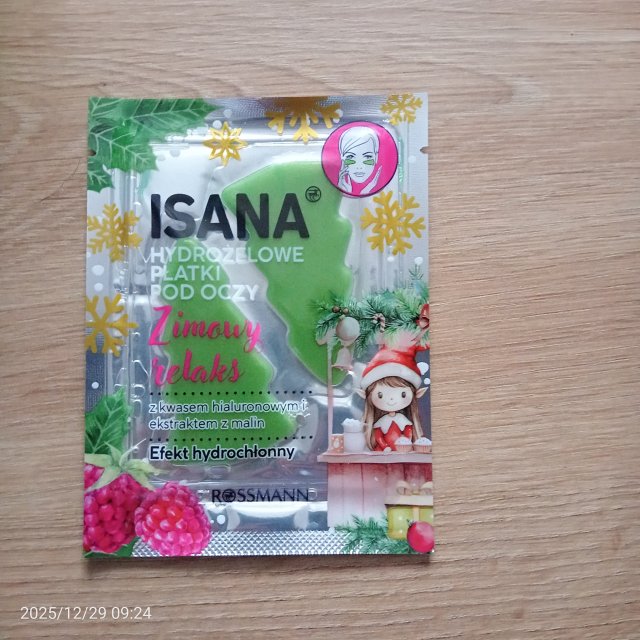 ISANA
HYDROŻELOWE
PŁATKI
POD OCZY
Zimowy
relaks
z kwasem hialuronowym i
ekstraktem z malin
Efekt hydrochłonny
ROSSMANN
2025/12/29 09:24